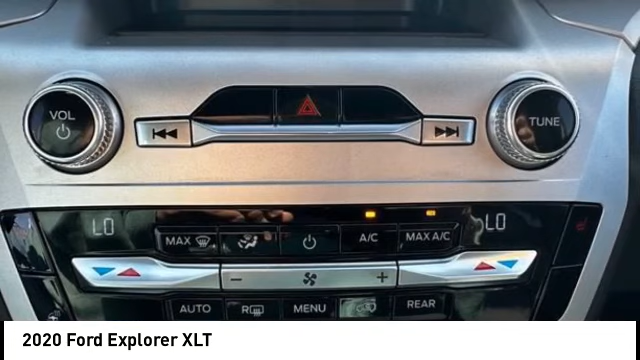 VOL
TUNE
LO
LO
MAX
A/C
MAX A/C
AUTO
R
MENU
REAR
2020 Ford Explorer XLT